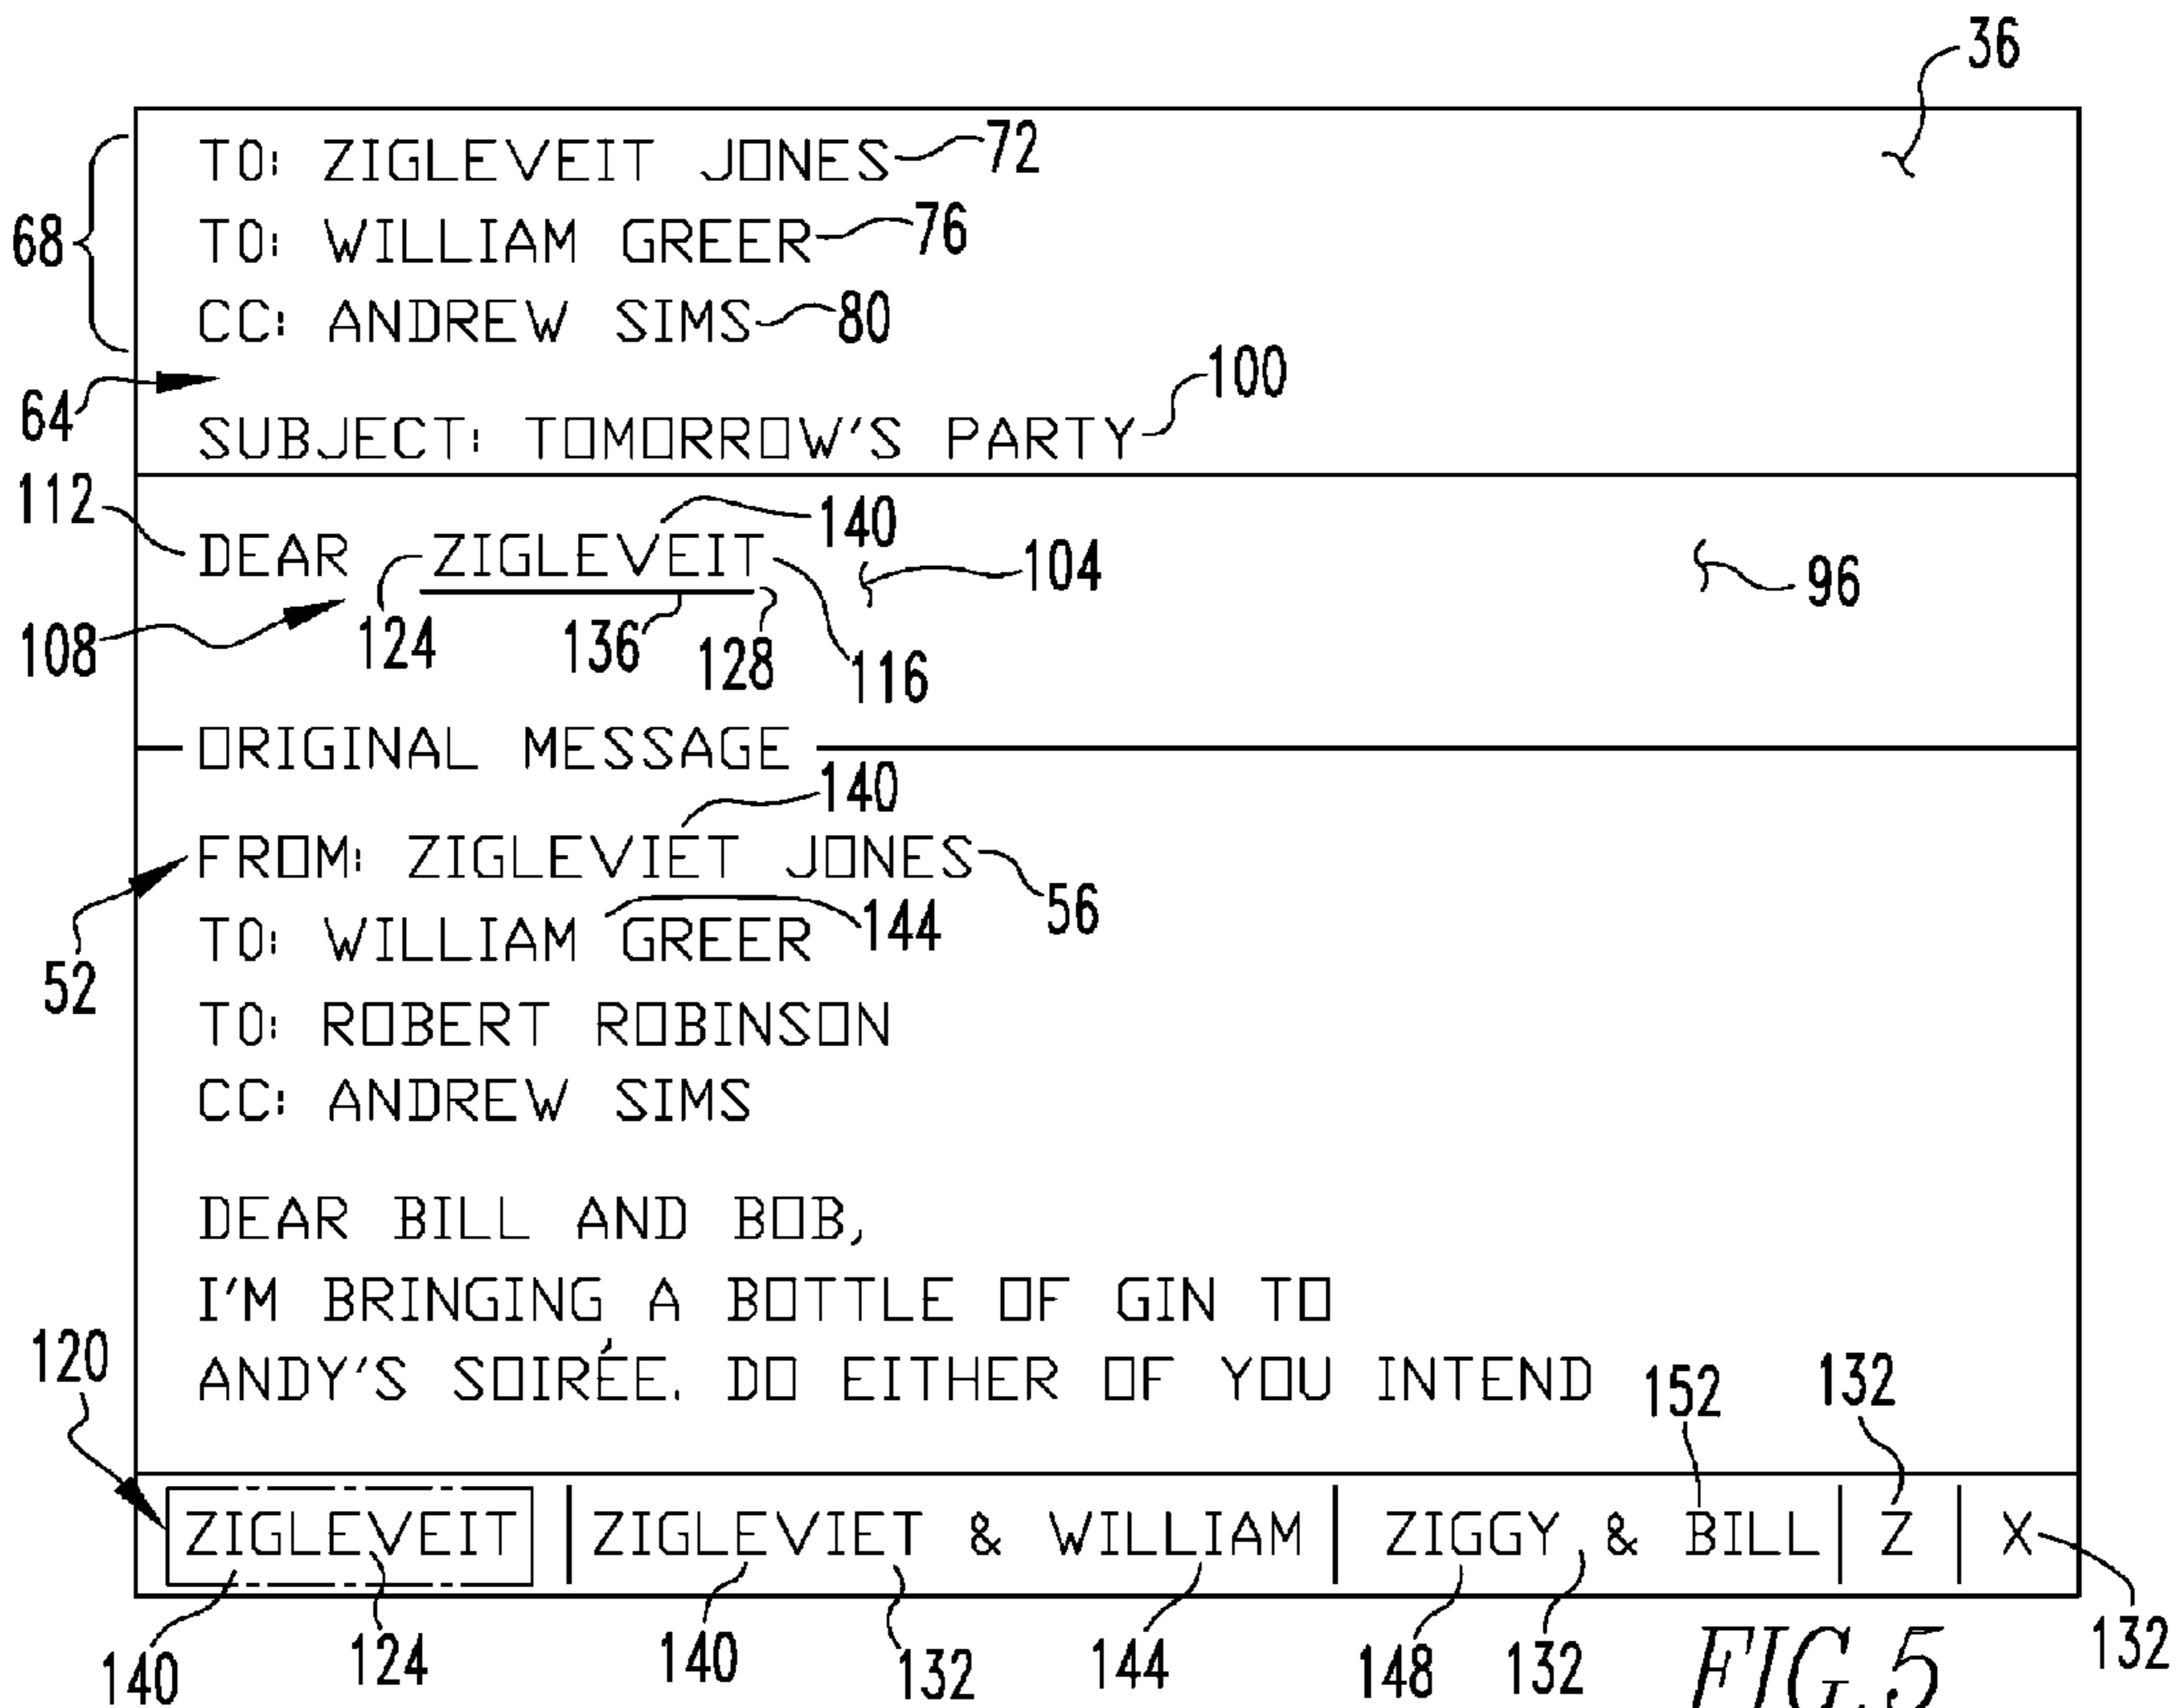 36
TO: ZIGLEVEIT JONES 72
68 TO: WILLIAM GREER 76
CC: ANDREW SIMS 80
64 100
SUBJECT: TOMORROW'S PARTY
112 140
DEAR ZIGLEVEIT 104 96
108 124 136 128 116
ORIGINAL MESSAGE
140
FROM: ZIGLEVIET JONES 56
TO: WILLIAM GREER 144
52
TO: ROBERT ROBINSON
CC: ANDREW SIMS
DEAR BILL AND BOB,
I'M BRINGING A BOTTLE OF GIN TO
120 ANDY'S SOIRÉE. DO EITHER OF YOU INTEND 152 132
ZIGLEVEIT | ZIGLEVIET & WILLIAM | ZIGGY & BILL | Z | X
140 124 140 132 144 148 132 132
FIG. 5